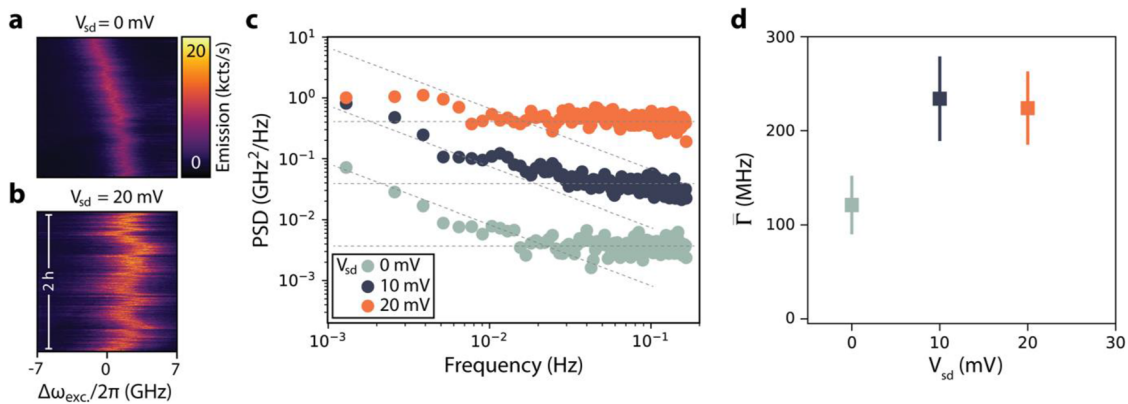 a
V_sd = 0 mV
20
0
Emission (kcts/s)
b
V_sd = 20 mV
2 h
-7 0 7
Δω_exc./2π (GHz)
c
10^1
10^0
10^-1
10^-2
10^-3
PSD (GHz²/Hz)
V_sd 0 mV
10 mV
20 mV
10^-3 10^-2 10^-1
Frequency (Hz)
d
300
200
100
0
Γ̄ (MHz)
0 10 20 30
V_sd (mV)